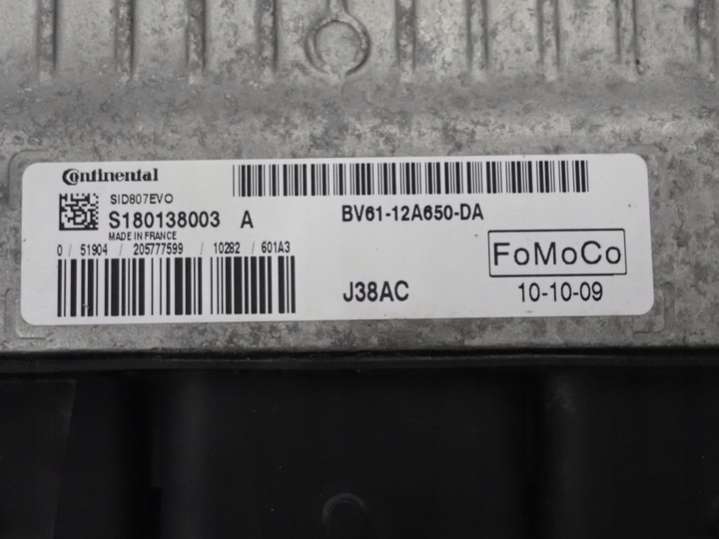 Continental
SID807EVO
S180138003 A
MADE IN FRANCE
0 / 51904 / 205777599 / 10282 / 601A3
BV61-12A650-DA
FoMoCo
J38AC
10-10-09